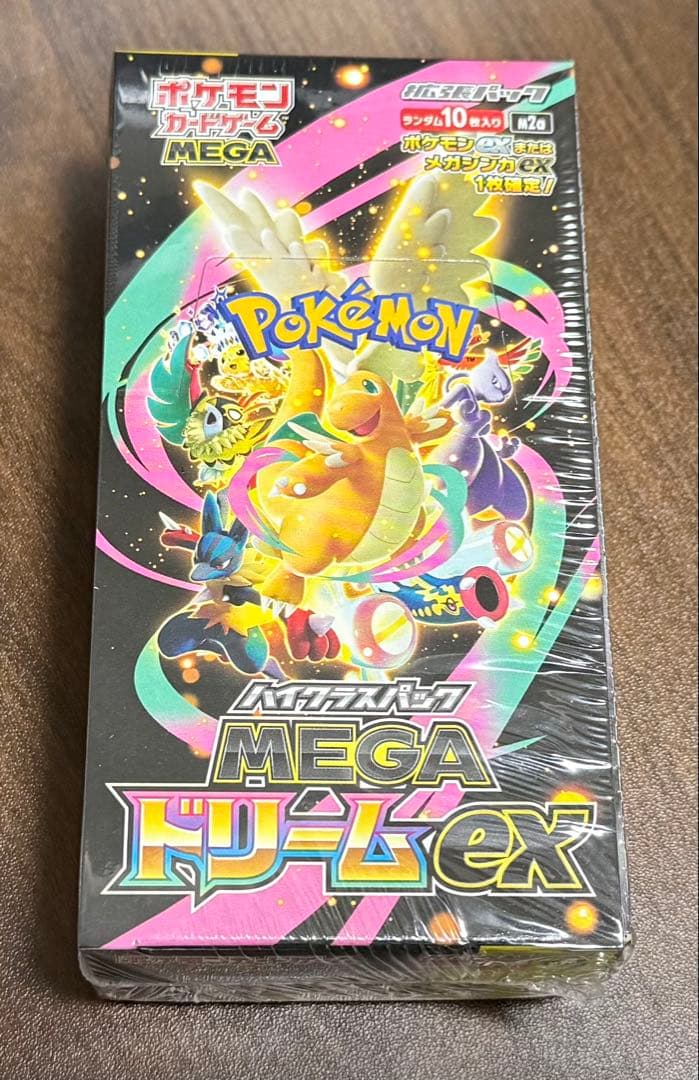 ポケモン
カードゲーム
MEGA
拡張パック
ランダム10枚入り M2a
ポケモンexまたは
メガシンカex
1枚確定!
POKéMON
TM
ハイクラスパック
MEGA
ドリームex